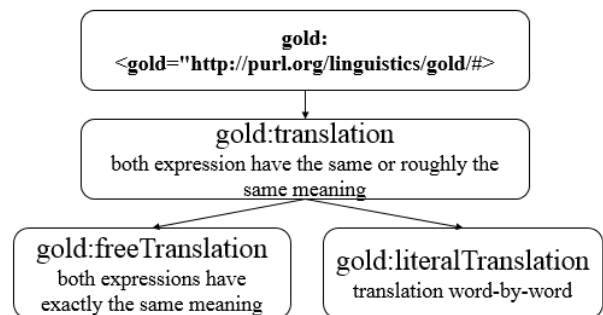 gold:
<gold="http://purl.org/linguistics/gold/#>
gold:translation
both expression have the same or roughly the
same meaning
gold:freeTranslation
both expressions have
exactly the same meaning
gold:literalTranslation
translation word-by-word